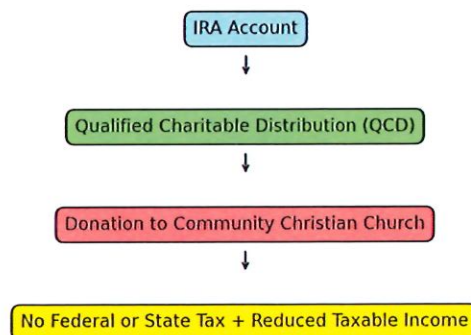 IRA Account
Qualified Charitable Distribution (QCD)
Donation to Community Christian Church
No Federal or State Tax + Reduced Taxable Income